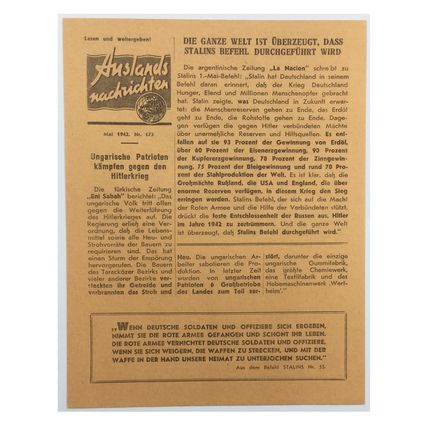 Lesen und weitergeben!
Auslands
nachrichten
Mai 1942. Nr. 673.
Ungarische Patrioten
kämpfen gegen den
Hitlerkrieg
Die türkische Zeitung
„Eni Sabah" berichtet: „Das
ungarische Volk tritt offen
gegen die Weiterführung
des Hitlerkrieges auf. Die
Regierung erließ eine Ver-
ordnung, daß die Lebens-
mittel sowie alle Heu- und
Strohvorräte der Bauern zu
requirieren sind. Das hat
einen Sturm der Empörung
hervorgerufen. Die Bauern
des Taracközer Bezirks und
vieler anderer Bezirke ver-
steckten ihr Getreide und
verbrannten das Stroh und
DIE GANZE WELT IST ÜBERZEUGT, DASS
STALINS BEFEHL DURCHGEFÜHRT WIRD
Die argentinische Zeitung „La Nacion" schreibt zu
Stalins 1.-Mai-Befehl: „Stalin hat Deutschland in seinem
Befehl daran erinnert, daß der Krieg Deutschland
Hunger, Elend und Millionen Menschenopfer gebracht
hat. Stalin zeigte, was Deutschland in Zukunft erwar-
tet: die Menschenreserven gehen zu Ende, das Erdöl
geht zu Ende, die Rohstoffe gehen zu Ende. Dage-
gen verfügen die gegen Hitler verbündeten Mächte
über unermeßliche Reserven und Hilfsquellen. Es ent-
fallen auf sie 93 Prozent der Gewinnung von Erdöl,
über 60 Prozent der Eisenerzgewinnung, 90 Prozent
der Kupfererzgewinnung, 70 Prozent der Zinngewin-
nung, 75 Prozent der Bleigewinnung und rund 70 Pro-
zent der Stahlproduktion der Welt. Es ist klar, daß die
Großmächte Rußland, die USA und England, die über
enorme Reserven verfügen, in diesem Krieg den Sieg
erringen werden. Stalins Befehl, der sich auf die Macht
der Roten Armee und die Hilfe der Verbündeten stützt,
drückt die feste Entschlossenheit der Russen aus, Hitler
im Jahre 1942 zu zertrümmern. Und die ganze Welt
ist überzeugt, daß Stalins Befehl durchgeführt wird."
Heu. Die ungarischen Ar-
beiter sabotieren die Pro-
duktion. In letzter Zeit
wurden von ungarischen
Patrioten 6 Großbetriebe
des Landes zum Teil zer-
stört, darunter die einzige
ungarische Gummifabrik,
das größte Chemiewerk,
eine Textilfabrik und das
Hebemaschinenwerk ‚Wert-
heim'."
„WENN DEUTSCHE SOLDATEN UND OFFIZIERE SICH ERGEBEN,
NIMMT SIE DIE ROTE ARMEE GEFANGEN UND SCHONT IHR LEBEN.
DIE ROTE ARMEE VERNICHTET DEUTSCHE SOLDATEN UND OFFIZIERE,
WENN SIE SICH WEIGERN, DIE WAFFEN ZU STRECKEN, UND MIT DER
WAFFE IN DER HAND UNSERE HEIMAT ZU UNTERJOCHEN SUCHEN."
Aus dem Befehl STALINS Nr. 55.